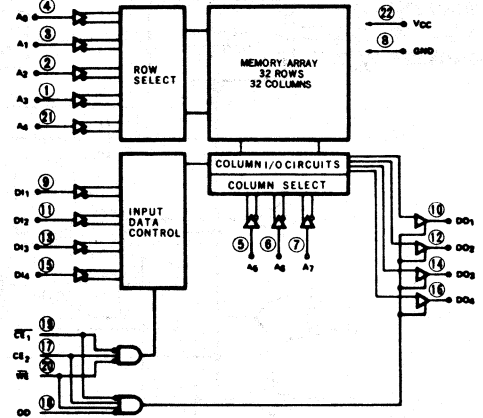 4 A0
3 A1
2 A2
1 A3
21 A4
ROW SELECT
MEMORY ARRAY
32 ROWS
32 COLUMNS
22 VCC
8 GND
COLUMN I/O CIRCUITS
COLUMN SELECT
9 DI1
11 DI2
13 DI3
15 DI4
INPUT DATA CONTROL
5 A5
6 A6
7 A7
10 DO1
12 DO2
14 DO3
16 DO4
19 CE1
17 CE2
20 WE
18 OD